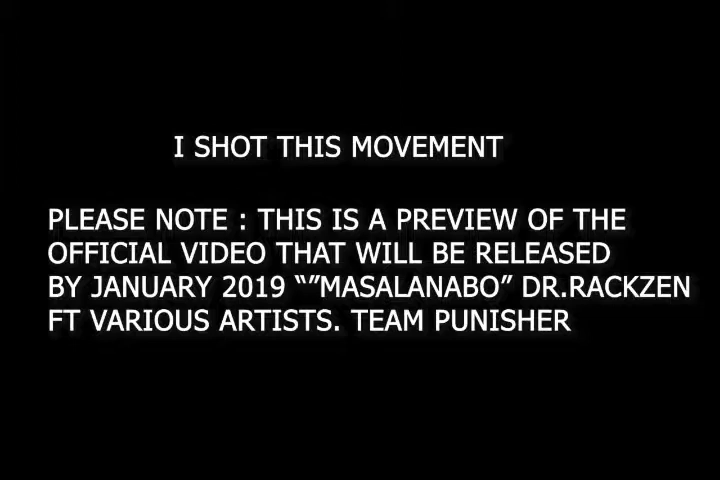 I SHOT THIS MOVEMENT
PLEASE NOTE : THIS IS A PREVIEW OF THE
OFFICIAL VIDEO THAT WILL BE RELEASED
BY JANUARY 2019 “”MASALANABO” DR.RACKZEN
FT VARIOUS ARTISTS. TEAM PUNISHER